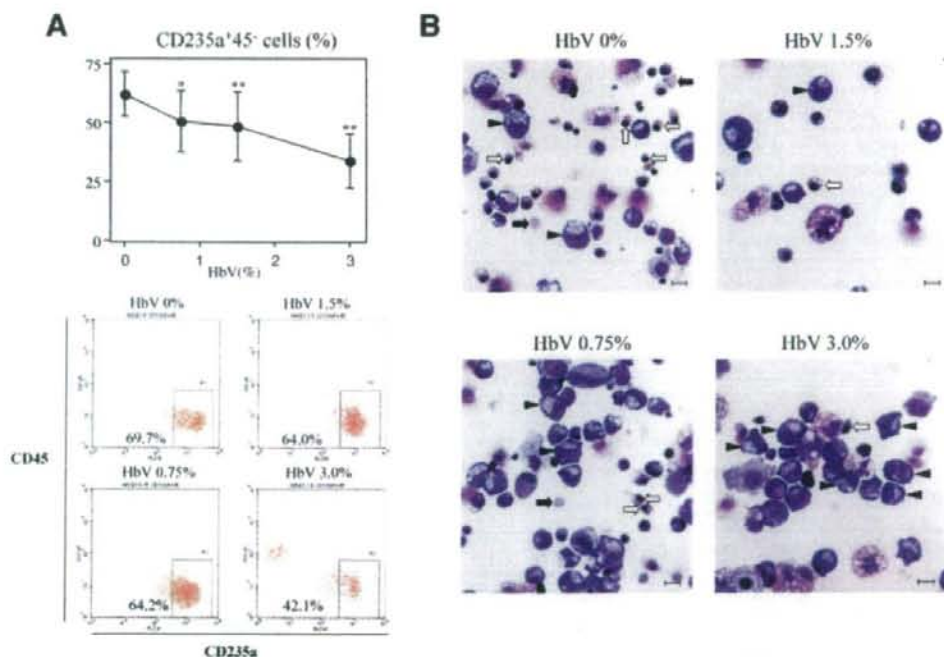 A
CD235a⁺45⁻ cells (%)
75
50
25
0
*
**
**
0 1 2 3
HbV(%)
HbV 0%
HbV 1.5%
69.7%
64.0%
CD45
HbV 0.75%
HbV 3.0%
64.2%
42.1%
CD235a
B
HbV 0%
HbV 1.5%
HbV 0.75%
HbV 3.0%